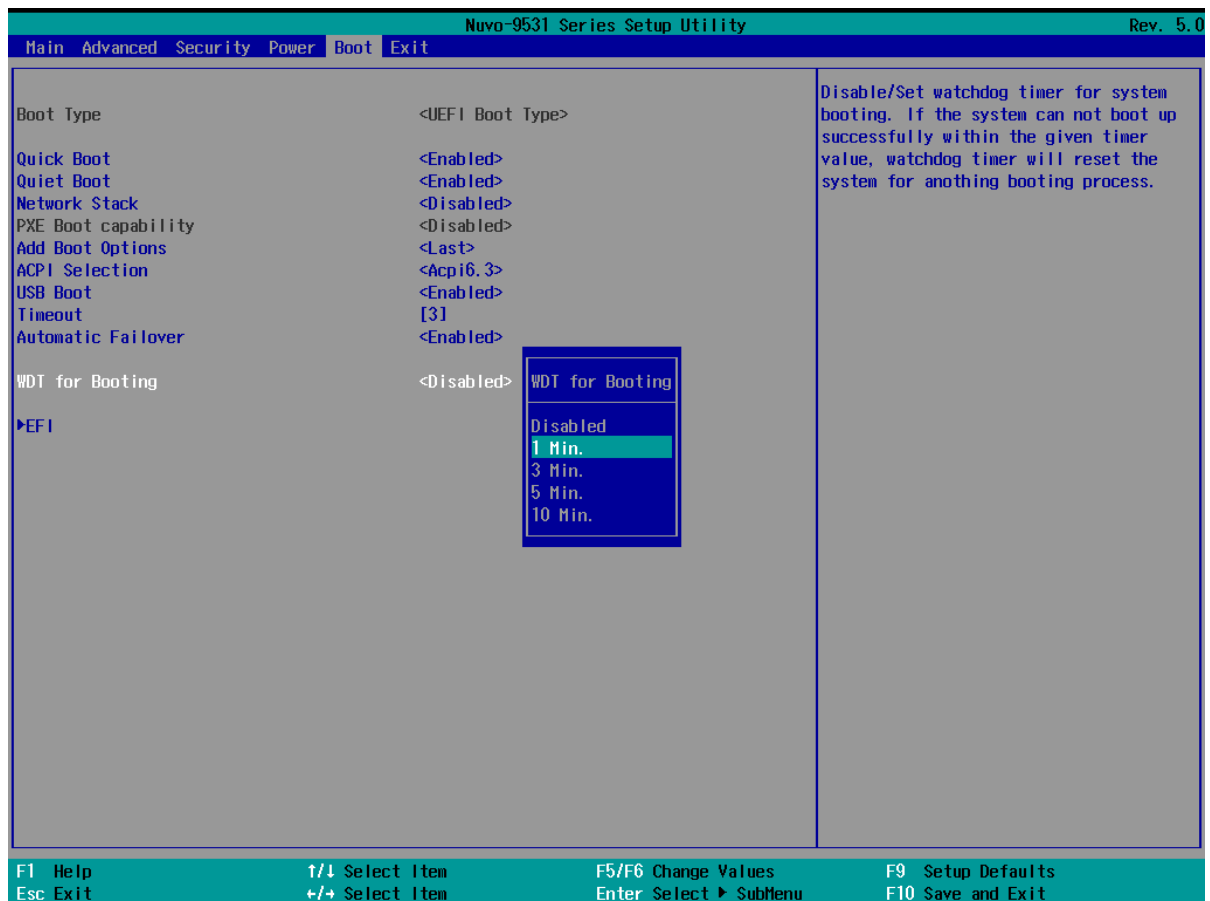 Nuvo-9531 Series Setup Utility Rev. 5.0
Main Advanced Security Power Boot Exit
Boot Type <UEFI Boot Type>
Quick Boot <Enabled>
Quiet Boot <Enabled>
Network Stack <Disabled>
PXE Boot capability <Disabled>
Add Boot Options <Last>
ACPI Selection <Acpi6.3>
USB Boot <Enabled>
Timeout [3]
Automatic Failover <Enabled>
WDT for Booting <Disabled>
▶EFI
WDT for Booting
Disabled
1 Min.
3 Min.
5 Min.
10 Min.
Disable/Set watchdog timer for system
booting. If the system can not boot up
successfully within the given timer
value, watchdog timer will reset the
system for anothing booting process.
F1 Help ↑/↓ Select Item F5/F6 Change Values F9 Setup Defaults
Esc Exit ←/→ Select Item Enter Select ▶ SubMenu F10 Save and Exit